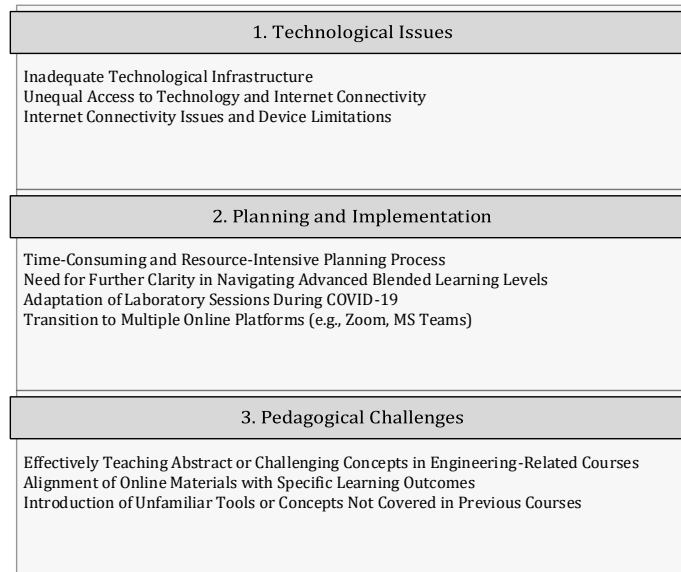 1. Technological Issues
Inadequate Technological Infrastructure
Unequal Access to Technology and Internet Connectivity
Internet Connectivity Issues and Device Limitations
2. Planning and Implementation
Time-Consuming and Resource-Intensive Planning Process
Need for Further Clarity in Navigating Advanced Blended Learning Levels
Adaptation of Laboratory Sessions During COVID-19
Transition to Multiple Online Platforms (e.g., Zoom, MS Teams)
3. Pedagogical Challenges
Effectively Teaching Abstract or Challenging Concepts in Engineering-Related Courses
Alignment of Online Materials with Specific Learning Outcomes
Introduction of Unfamiliar Tools or Concepts Not Covered in Previous Courses